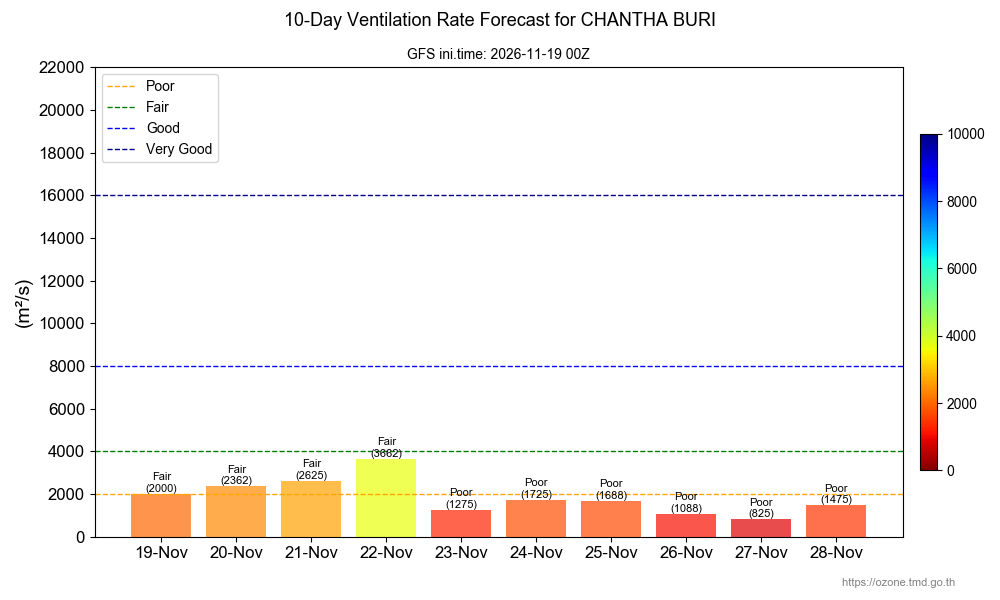 10-Day Ventilation Rate Forecast for CHANTHA BURI
GFS ini.time: 2026-11-19 00Z
(m²/s)
22000
20000
18000
16000
14000
12000
10000
8000
6000
4000
2000
0
Poor
Fair
Good
Very Good
Fair
(2000)
Fair
(2362)
Fair
(2625)
Fair
(3662)
Poor
(1275)
Poor
(1725)
Poor
(1688)
Poor
(1088)
Poor
(825)
Poor
(1475)
19-Nov 20-Nov 21-Nov 22-Nov 23-Nov 24-Nov 25-Nov 26-Nov 27-Nov 28-Nov
10000
8000
6000
4000
2000
0
https://ozone.tmd.go.th